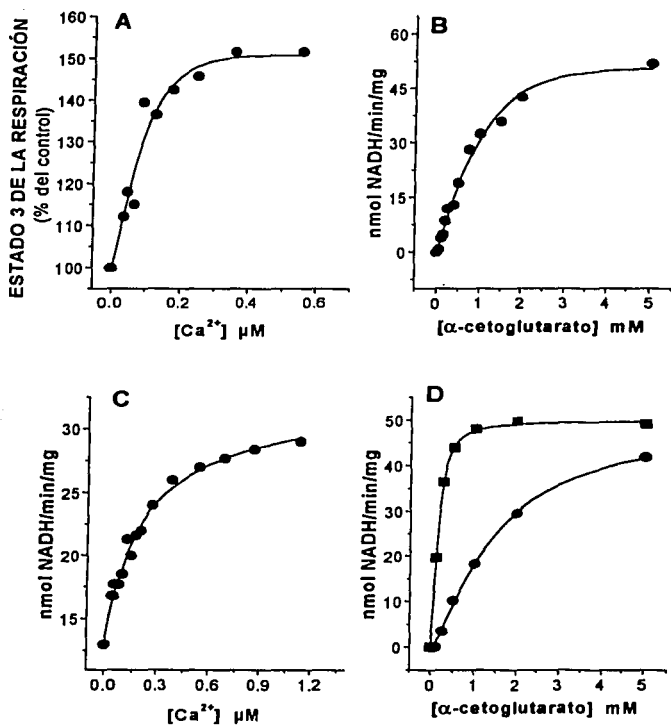 A
ESTADO 3 DE LA RESPIRACIÓN
(% del control)
160
150
140
130
120
110
100
0.0 0.2 0.4 0.6
[Ca²⁺] µM
B
nmol NADH/min/mg
60
45
30
15
0
0 1 2 3 4 5
[α-cetoglutarato] mM
C
nmol NADH/min/mg
30
25
20
15
0.0 0.3 0.6 0.9 1.2
[Ca²⁺] µM
D
nmol NADH/min/mg
50
40
30
20
10
0
0 1 2 3 4 5
[α-cetoglutarato] mM